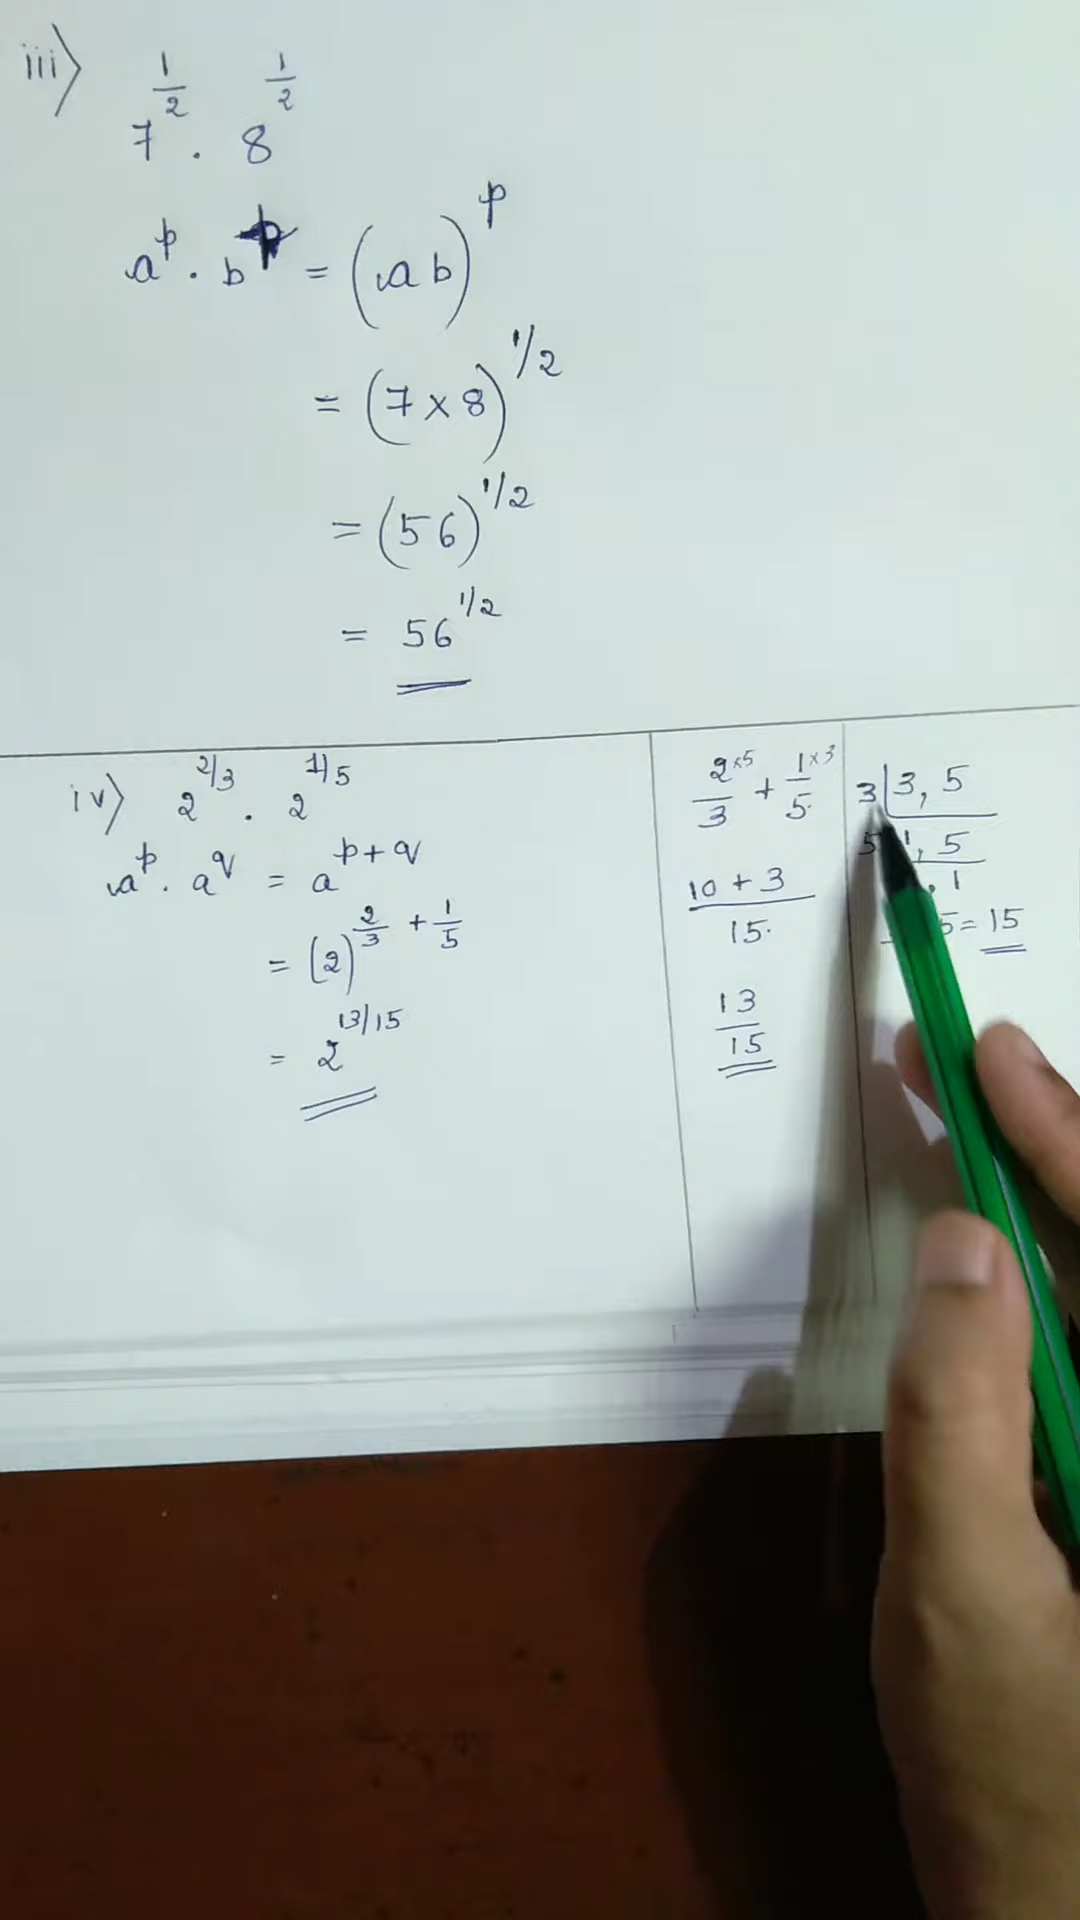 iii) 7^(1/2) . 8^(1/2)
a^p . b^p = (ab)^p
= (7 × 8)^(1/2)
= (56)^(1/2)
= 56^(1/2)
iv) 2^(2/3) . 2^(1/5)
a^p . a^q = a^(p+q)
= (2)^(2/3 + 1/5)
= 2^(13/15)
2×5/3 + 1×3/5
10 + 3
15
13
15
3 | 3, 5
5 1, 5
, 1
5 = 15